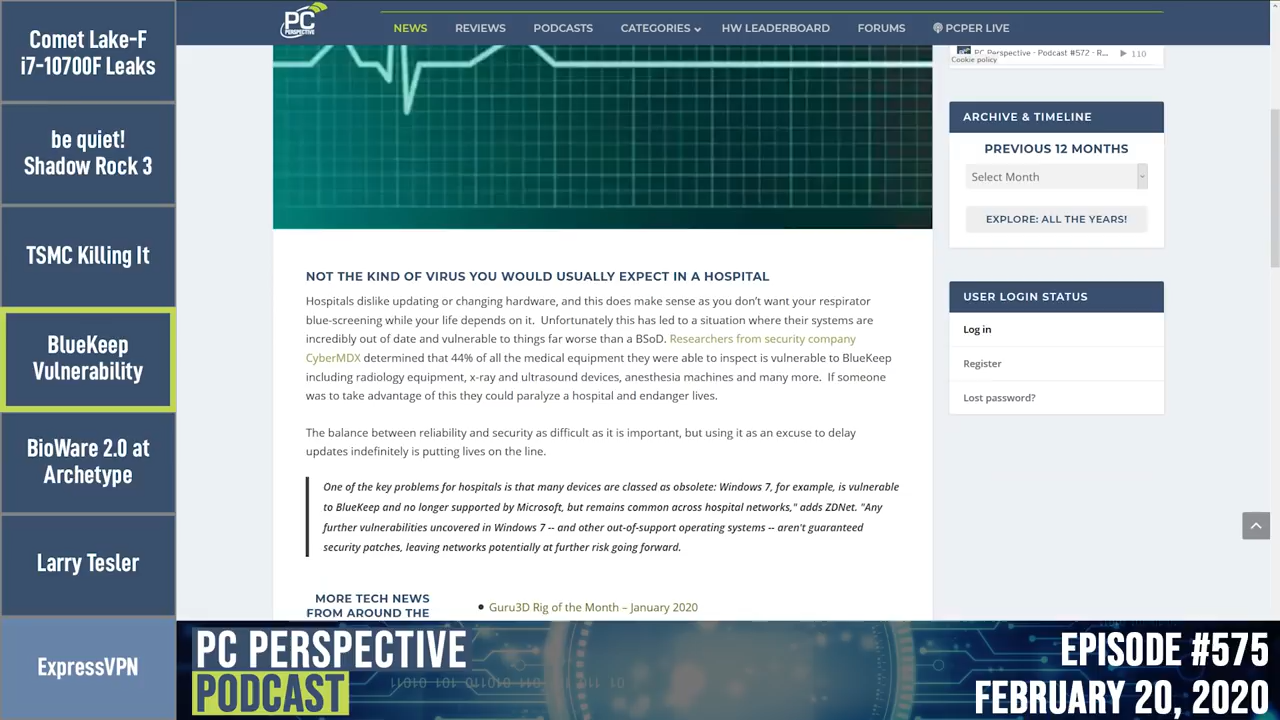 Comet Lake-F
i7-10700F Leaks
be quiet!
Shadow Rock 3
TSMC Killing It
BlueKeep
Vulnerability
BioWare 2.0 at
Archetype
Larry Tesler
ExpressVPN
PC
PERSPECTIVE
NEWS
REVIEWS
PODCASTS
CATEGORIES
HW LEADERBOARD
FORUMS
PCPER LIVE
NOT THE KIND OF VIRUS YOU WOULD USUALLY EXPECT IN A HOSPITAL
Hospitals dislike updating or changing hardware, and this does make sense as you don't want your respirator
blue-screening while your life depends on it. Unfortunately this has led to a situation where their systems are
incredibly out of date and vulnerable to things far worse than a BSoD. Researchers from security company
CyberMDX determined that 44% of all the medical equipment they were able to inspect is vulnerable to BlueKeep
including radiology equipment, x-ray and ultrasound devices, anesthesia machines and many more. If someone
was to take advantage of this they could paralyze a hospital and endanger lives.
The balance between reliability and security as difficult as it is important, but using it as an excuse to delay
updates indefinitely is putting lives on the line.
One of the key problems for hospitals is that many devices are classed as obsolete: Windows 7, for example, is vulnerable
to BlueKeep and no longer supported by Microsoft, but remains common across hospital networks," adds ZDNet. "Any
further vulnerabilities uncovered in Windows 7 -- and other out-of-support operating systems -- aren't guaranteed
security patches, leaving networks potentially at further risk going forward.
MORE TECH NEWS
FROM AROUND THE
Guru3D Rig of the Month – January 2020
PC Perspective - Podcast #572 - R... 110
Cookie policy
ARCHIVE & TIMELINE
PREVIOUS 12 MONTHS
Select Month
EXPLORE: ALL THE YEARS!
USER LOGIN STATUS
Log in
Register
Lost password?
PC PERSPECTIVE
PODCAST
EPISODE #575
FEBRUARY 20, 2020